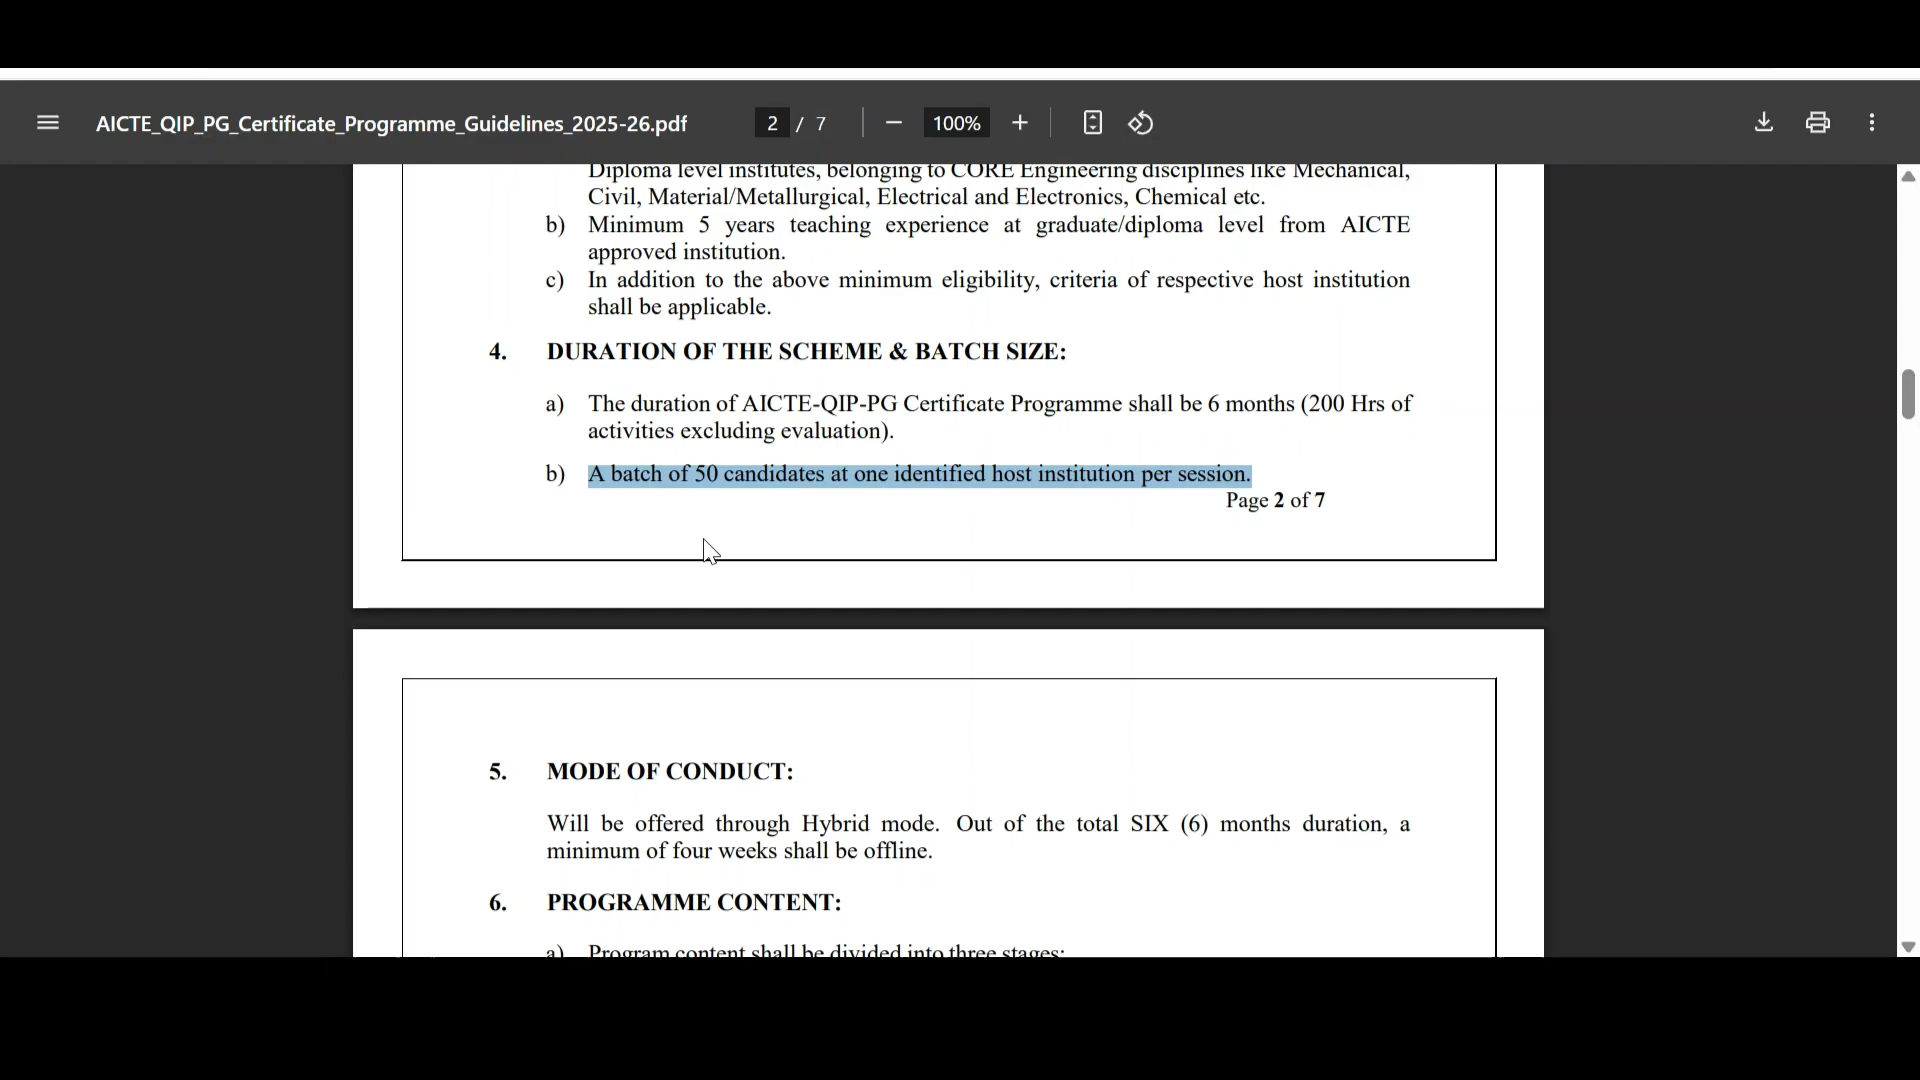 AICTE_QIP_PG_Certificate_Programme_Guidelines_2025-26.pdf 2 / 7 100%
Diploma level institutes, belonging to CORE Engineering disciplines like Mechanical,
Civil, Material/Metallurgical, Electrical and Electronics, Chemical etc.
b) Minimum 5 years teaching experience at graduate/diploma level from AICTE
approved institution.
c) In addition to the above minimum eligibility, criteria of respective host institution
shall be applicable.
4. DURATION OF THE SCHEME & BATCH SIZE:
a) The duration of AICTE-QIP-PG Certificate Programme shall be 6 months (200 Hrs of
activities excluding evaluation).
b) A batch of 50 candidates at one identified host institution per session.
Page 2 of 7
5. MODE OF CONDUCT:
Will be offered through Hybrid mode. Out of the total SIX (6) months duration, a
minimum of four weeks shall be offline.
6. PROGRAMME CONTENT:
a) Program content shall be divided into three stages: